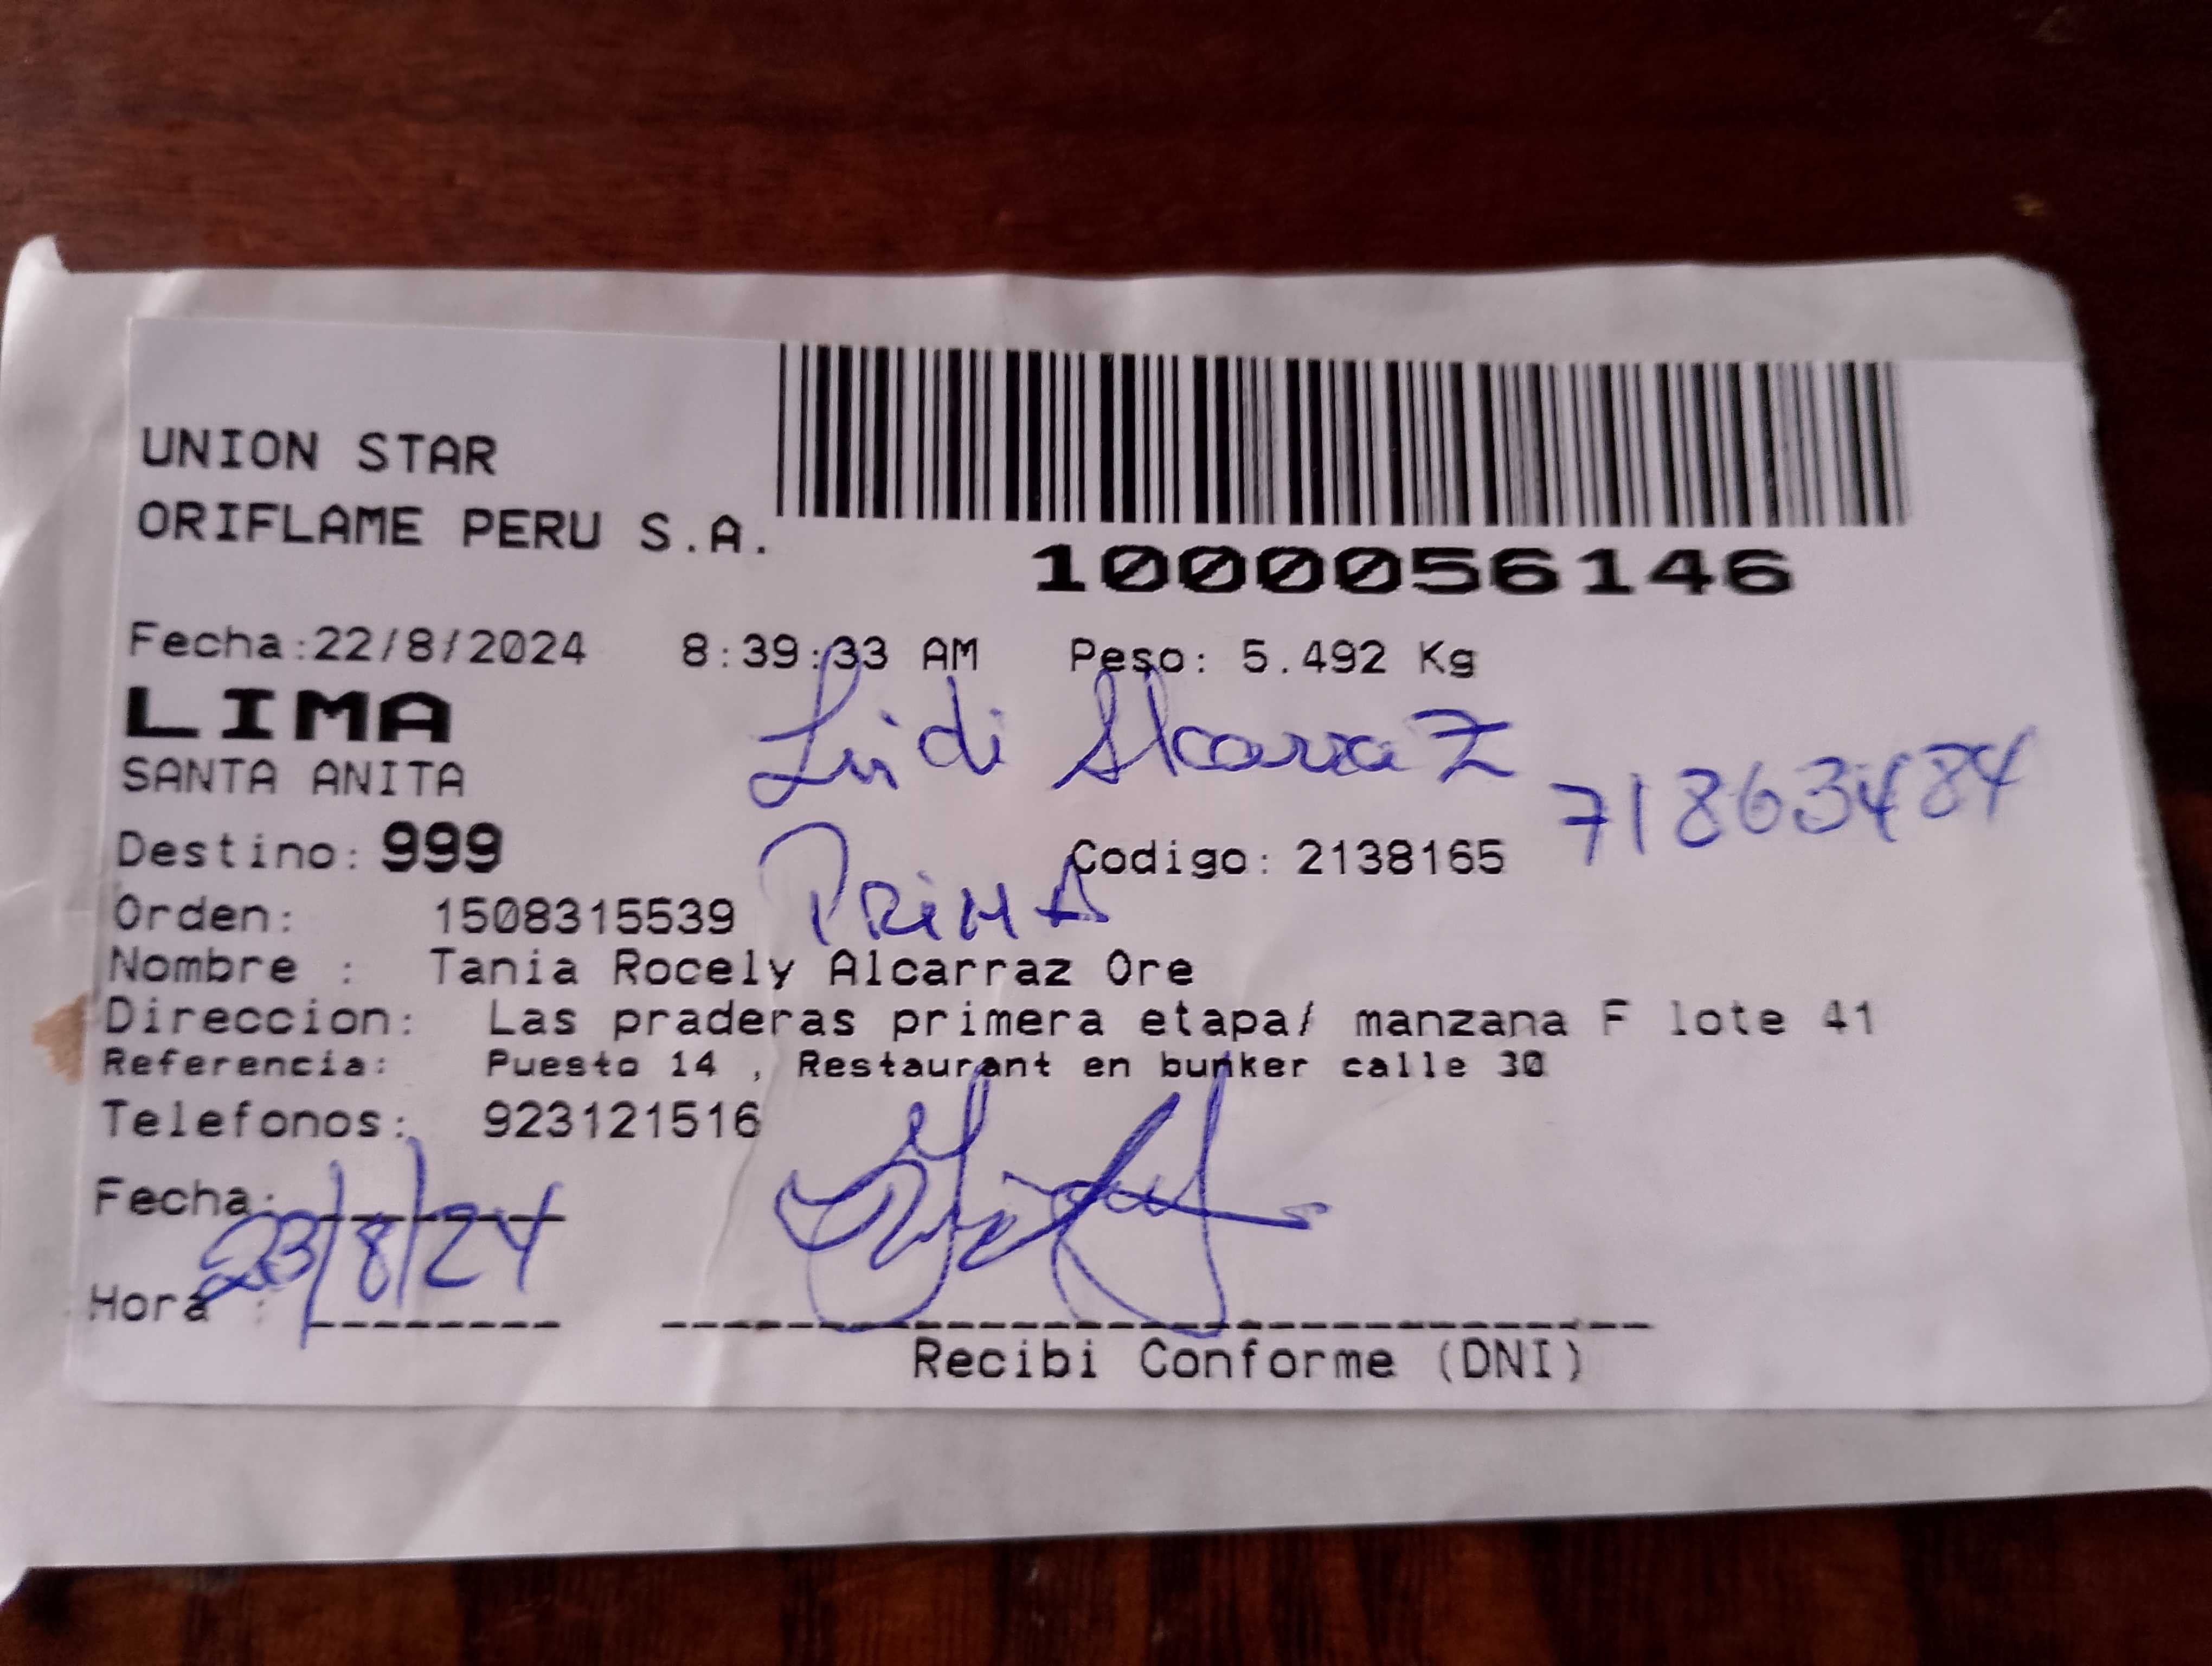 UNION STAR
ORIFLAME PERU S.A.
1000056146
Fecha:22/8/2024 8:39:33 AM Peso: 5.492 Kg
LIMA
SANTA ANITA
Lidi Alcarraz
71863484
Destino: 999 Codigo: 2138165
PRIMA
Orden: 1508315539
Nombre : Tania Rocely Alcarraz Ore
Direccion: Las praderas primera etapa/ manzana F lote 41
Referencia: Puesto 14 , Restaurant en bunker calle 30
Telefonos: 923121516
Fecha: 23/8/24
Hora :
Recibi Conforme (DNI)